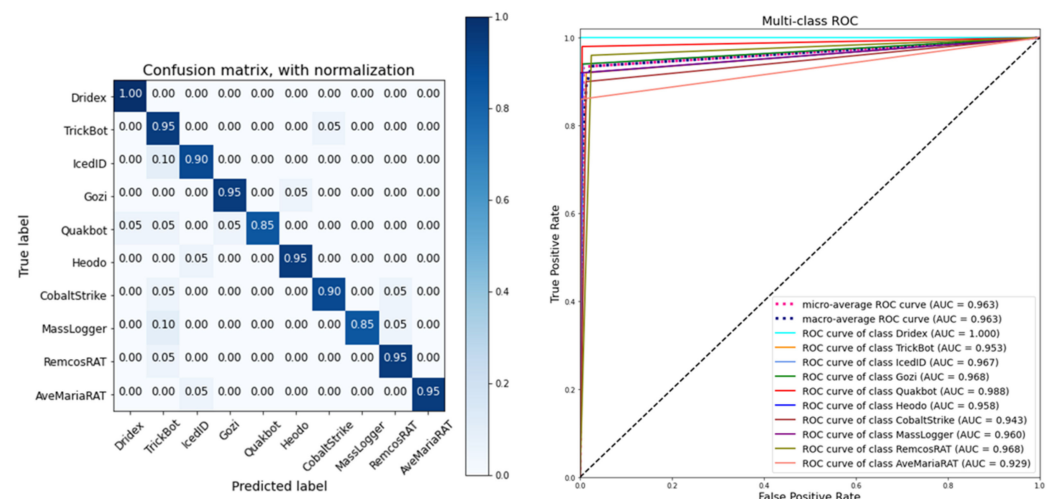 Confusion matrix, with normalization
True label
Dridex 1.00 0.00 0.00 0.00 0.00 0.00 0.00 0.00 0.00 0.00
TrickBot 0.00 0.95 0.00 0.00 0.00 0.00 0.05 0.00 0.00 0.00
IcedID 0.00 0.10 0.90 0.00 0.00 0.00 0.00 0.00 0.00 0.00
Gozi 0.00 0.00 0.00 0.95 0.00 0.05 0.00 0.00 0.00 0.00
Quakbot 0.05 0.05 0.00 0.05 0.85 0.00 0.00 0.00 0.00 0.00
Heodo 0.00 0.00 0.05 0.00 0.00 0.95 0.00 0.00 0.00 0.00
CobaltStrike 0.00 0.05 0.00 0.00 0.00 0.00 0.90 0.00 0.05 0.00
MassLogger 0.00 0.10 0.00 0.00 0.00 0.00 0.00 0.85 0.05 0.00
RemcosRAT 0.00 0.05 0.00 0.00 0.00 0.00 0.00 0.00 0.95 0.00
AveMariaRAT 0.00 0.00 0.05 0.00 0.00 0.00 0.00 0.00 0.00 0.95
Dridex TrickBot IcedID Gozi Quakbot Heodo CobaltStrike MassLogger RemcosRAT AveMariaRAT
Predicted label
1.0
0.8
0.6
0.4
0.2
0.0
Multi-class ROC
True Positive Rate
1.0
0.8
0.6
0.4
0.2
0.0
micro-average ROC curve (AUC = 0.963)
macro-average ROC curve (AUC = 0.963)
ROC curve of class Dridex (AUC = 1.000)
ROC curve of class TrickBot (AUC = 0.953)
ROC curve of class IcedID (AUC = 0.967)
ROC curve of class Gozi (AUC = 0.968)
ROC curve of class Quakbot (AUC = 0.988)
ROC curve of class Heodo (AUC = 0.958)
ROC curve of class CobaltStrike (AUC = 0.943)
ROC curve of class MassLogger (AUC = 0.960)
ROC curve of class RemcosRAT (AUC = 0.968)
ROC curve of class AveMariaRAT (AUC = 0.929)
0.0 0.2 0.4 0.6 0.8 1.0
False Positive Rate